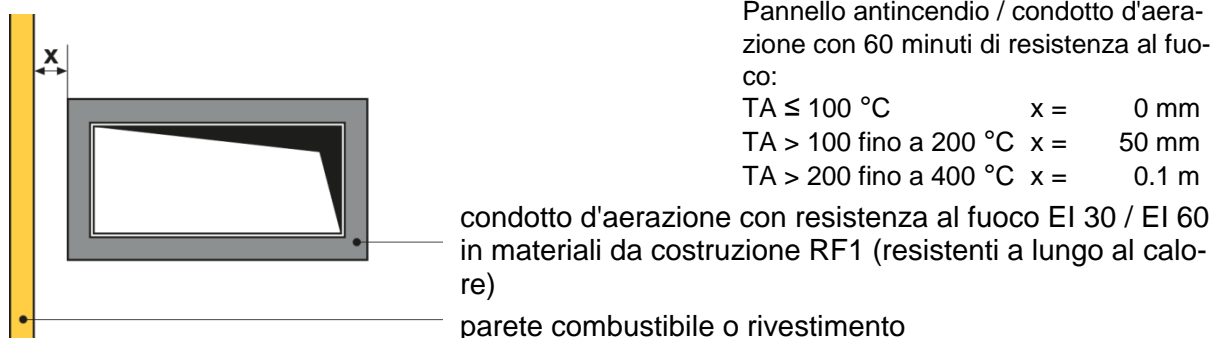 Pannello antincendio / condotto d'aera-
zione con 60 minuti di resistenza al fuo-
co:
TA ≤ 100 °C x = 0 mm
TA > 100 fino a 200 °C x = 50 mm
TA > 200 fino a 400 °C x = 0.1 m
x
condotto d'aerazione con resistenza al fuoco EI 30 / EI 60
in materiali da costruzione RF1 (resistenti a lungo al calo-
re)
parete combustibile o rivestimento